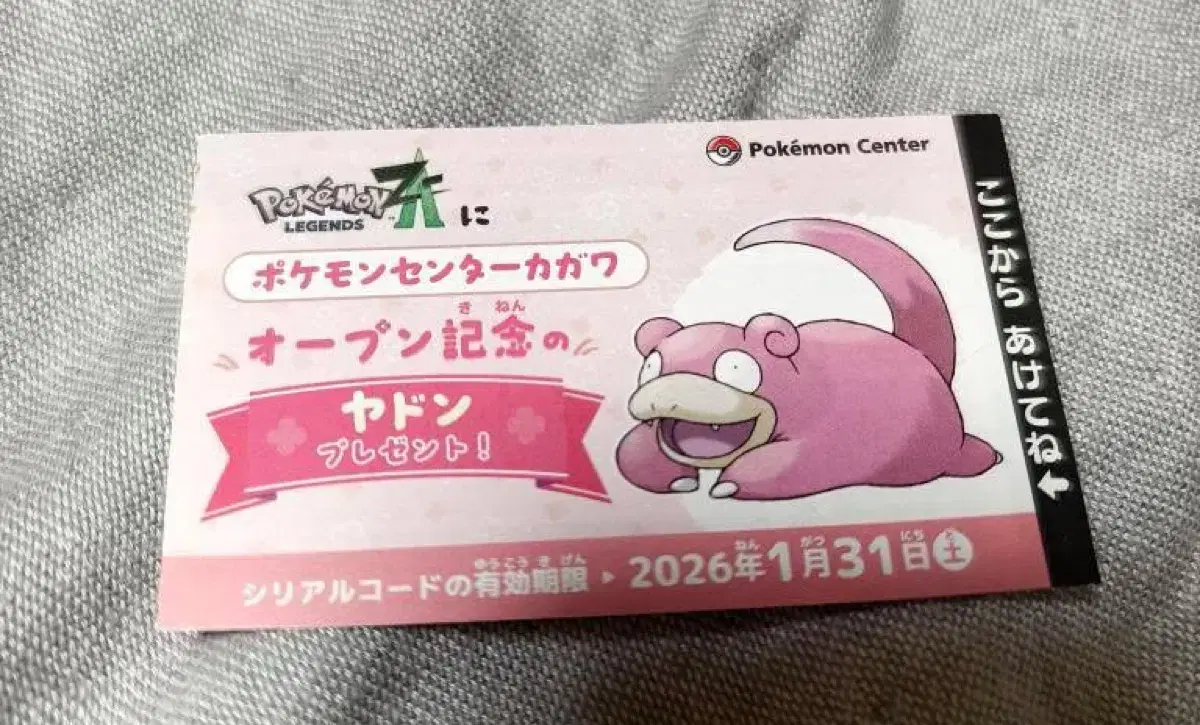 Pokémon Center
POKÉMON
LEGENDS ZA に
ポケモンセンターカガワ
きねん
オープン記念の
ヤドン
プレゼント!
ゆうこうきげん ねん がつ にち ど
シリアルコードの有効期限 ▶ 2026年1月31日土
ここから あけてね